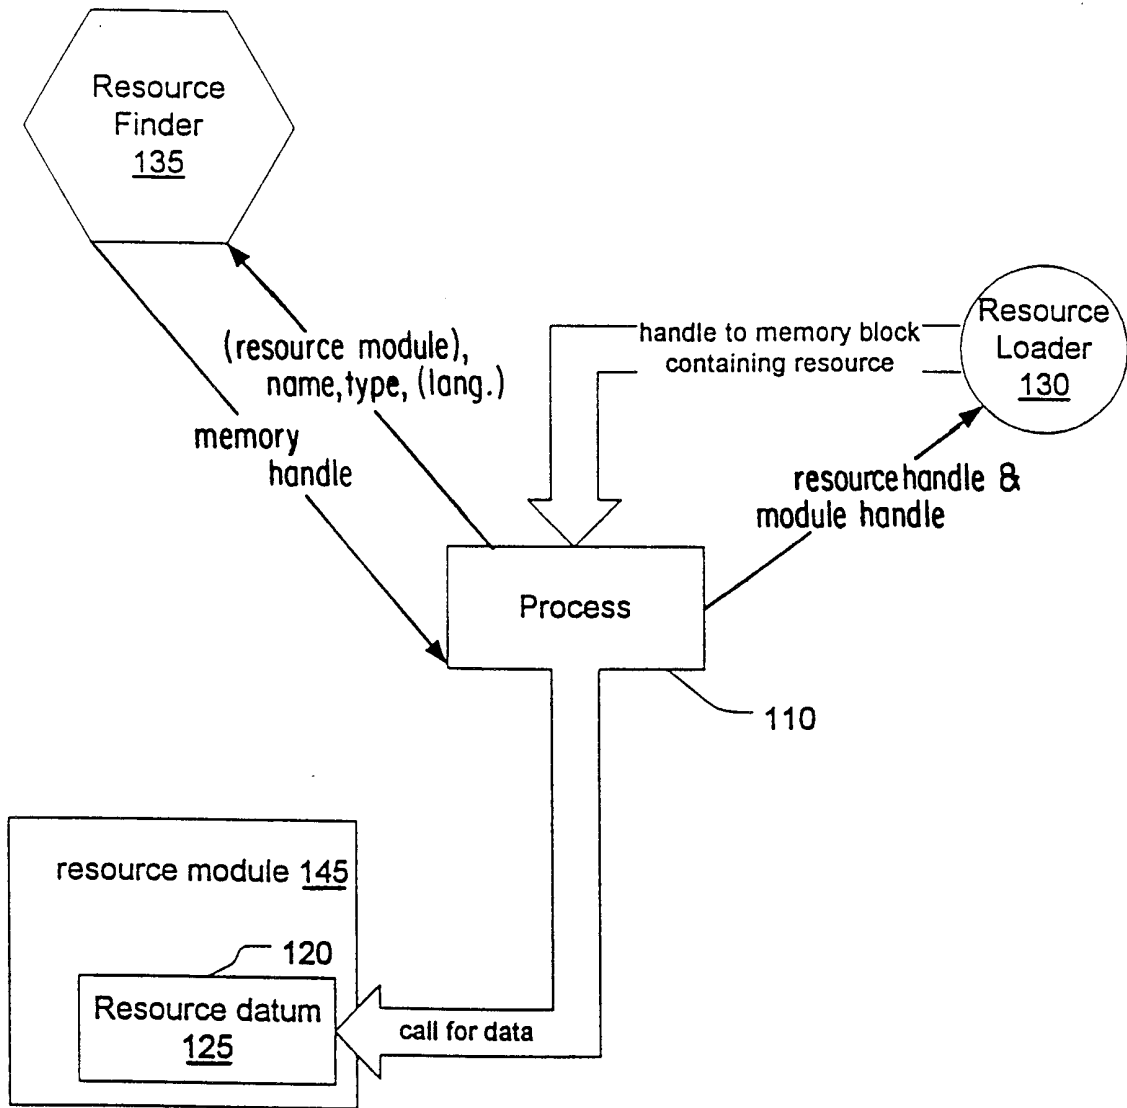 Resource
Finder
135
(resource module),
name, type, (lang.)
memory
handle
handle to memory block
containing resource
Resource
Loader
130
resource handle &
module handle
Process
110
resource module 145
120
Resource datum
125
call for data